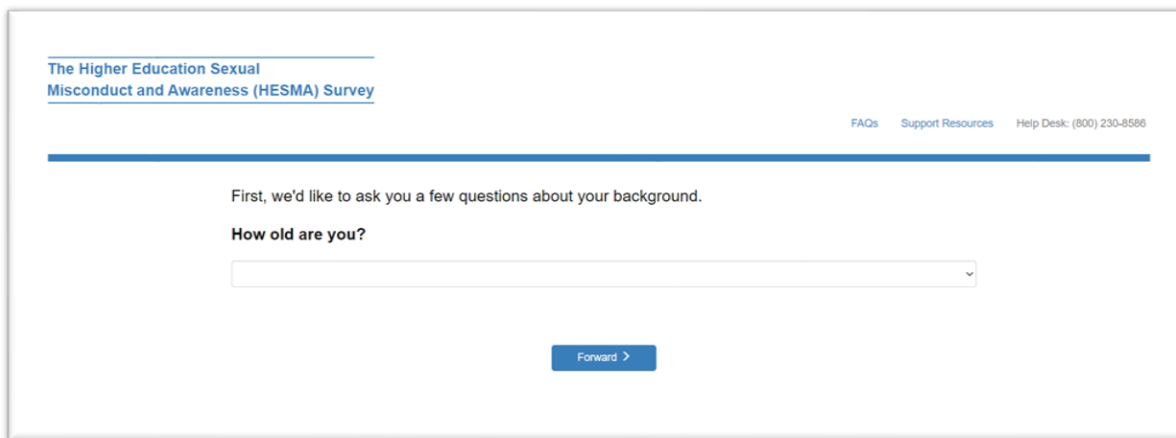 The Higher Education Sexual
Misconduct and Awareness (HESMA) Survey
FAQs Support Resources Help Desk: (800) 230-8586
First, we'd like to ask you a few questions about your background.
How old are you?
Forward >